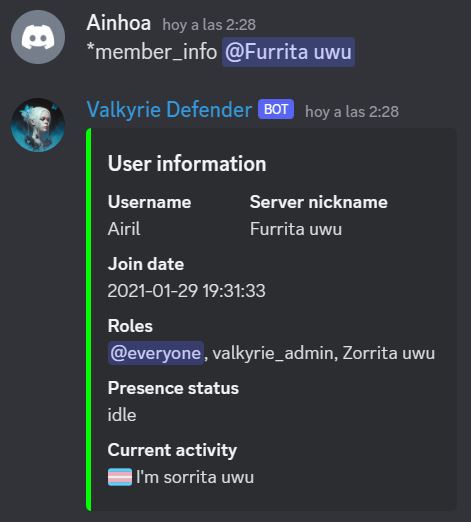 Ainhoa hoy a las 2:28
*member_info @Furrita uwu
Valkyrie Defender BOT hoy a las 2:28
User information
Username Server nickname
Airil Furrita uwu
Join date
2021-01-29 19:31:33
Roles
@everyone, valkyrie_admin, Zorrita uwu
Presence status
idle
Current activity
I'm sorrita uwu